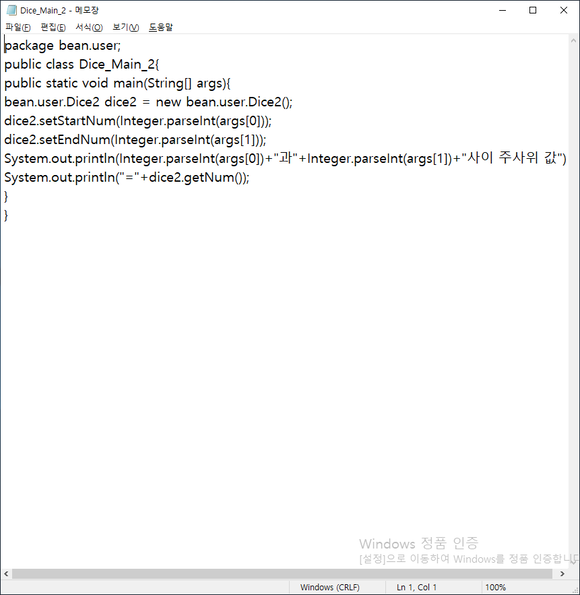 Dice_Main_2 - 메모장
파일(F) 편집(E) 서식(O) 보기(V) 도움말
package bean.user;
public class Dice_Main_2{
public static void main(String[] args){
bean.user.Dice2 dice2 = new bean.user.Dice2();
dice2.setStartNum(Integer.parseInt(args[0]));
dice2.setEndNum(Integer.parseInt(args[1]));
System.out.println(Integer.parseInt(args[0])+"과"+Integer.parseInt(args[1])+"사이 주사위 값")
System.out.println("="+dice2.getNum());
}
}
Windows 정품 인증
[설정]으로 이동하여 Windows를 정품 인증합니다
Windows (CRLF) Ln 1, Col 1 100%